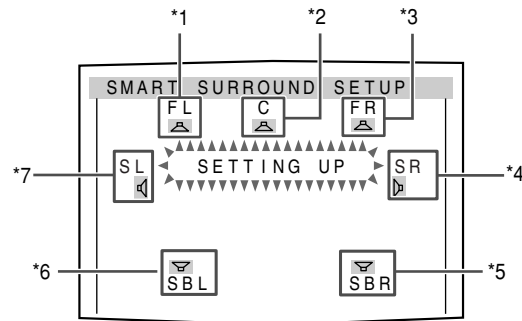 *1 *2 *3
SMART SURROUND SETUP
FL C FR
*7 SL SETTING UP SR *4
*6 SBL SBR *5